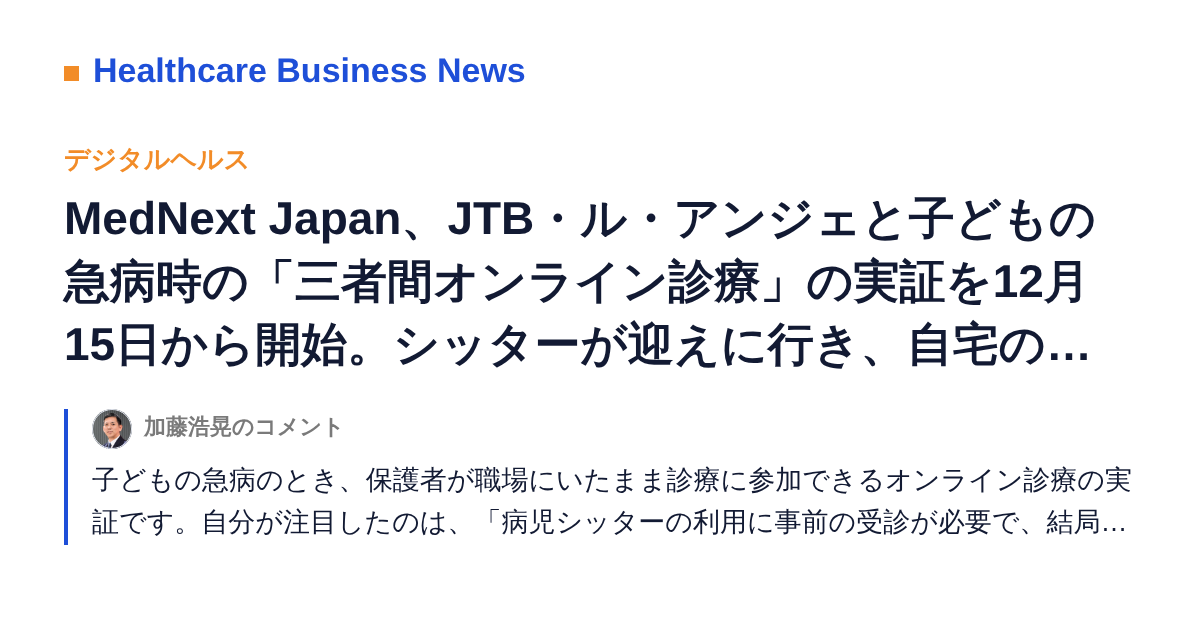 Healthcare Business News
デジタルヘルス
MedNext Japan、JTB・ル・アンジェと子どもの
急病時の「三者間オンライン診療」の実証を12月
15日から開始。シッターが迎えに行き、自宅の…
加藤浩晃のコメント
子どもの急病のとき、保護者が職場にいたまま診療に参加できるオンライン診療の実
証です。自分が注目したのは、「病児シッターの利用に事前の受診が必要で、結局…